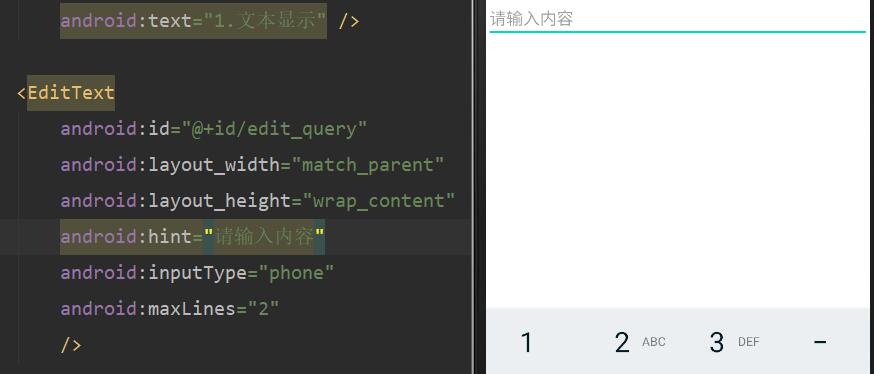 android:text="1.文本显示" />
<EditText
android:id="@+id/edit_query"
android:layout_width="match_parent"
android:layout_height="wrap_content"
android:hint="请输入内容"
android:inputType="phone"
android:maxLines="2"
/>
请输入内容
1 2 ABC 3 DEF -